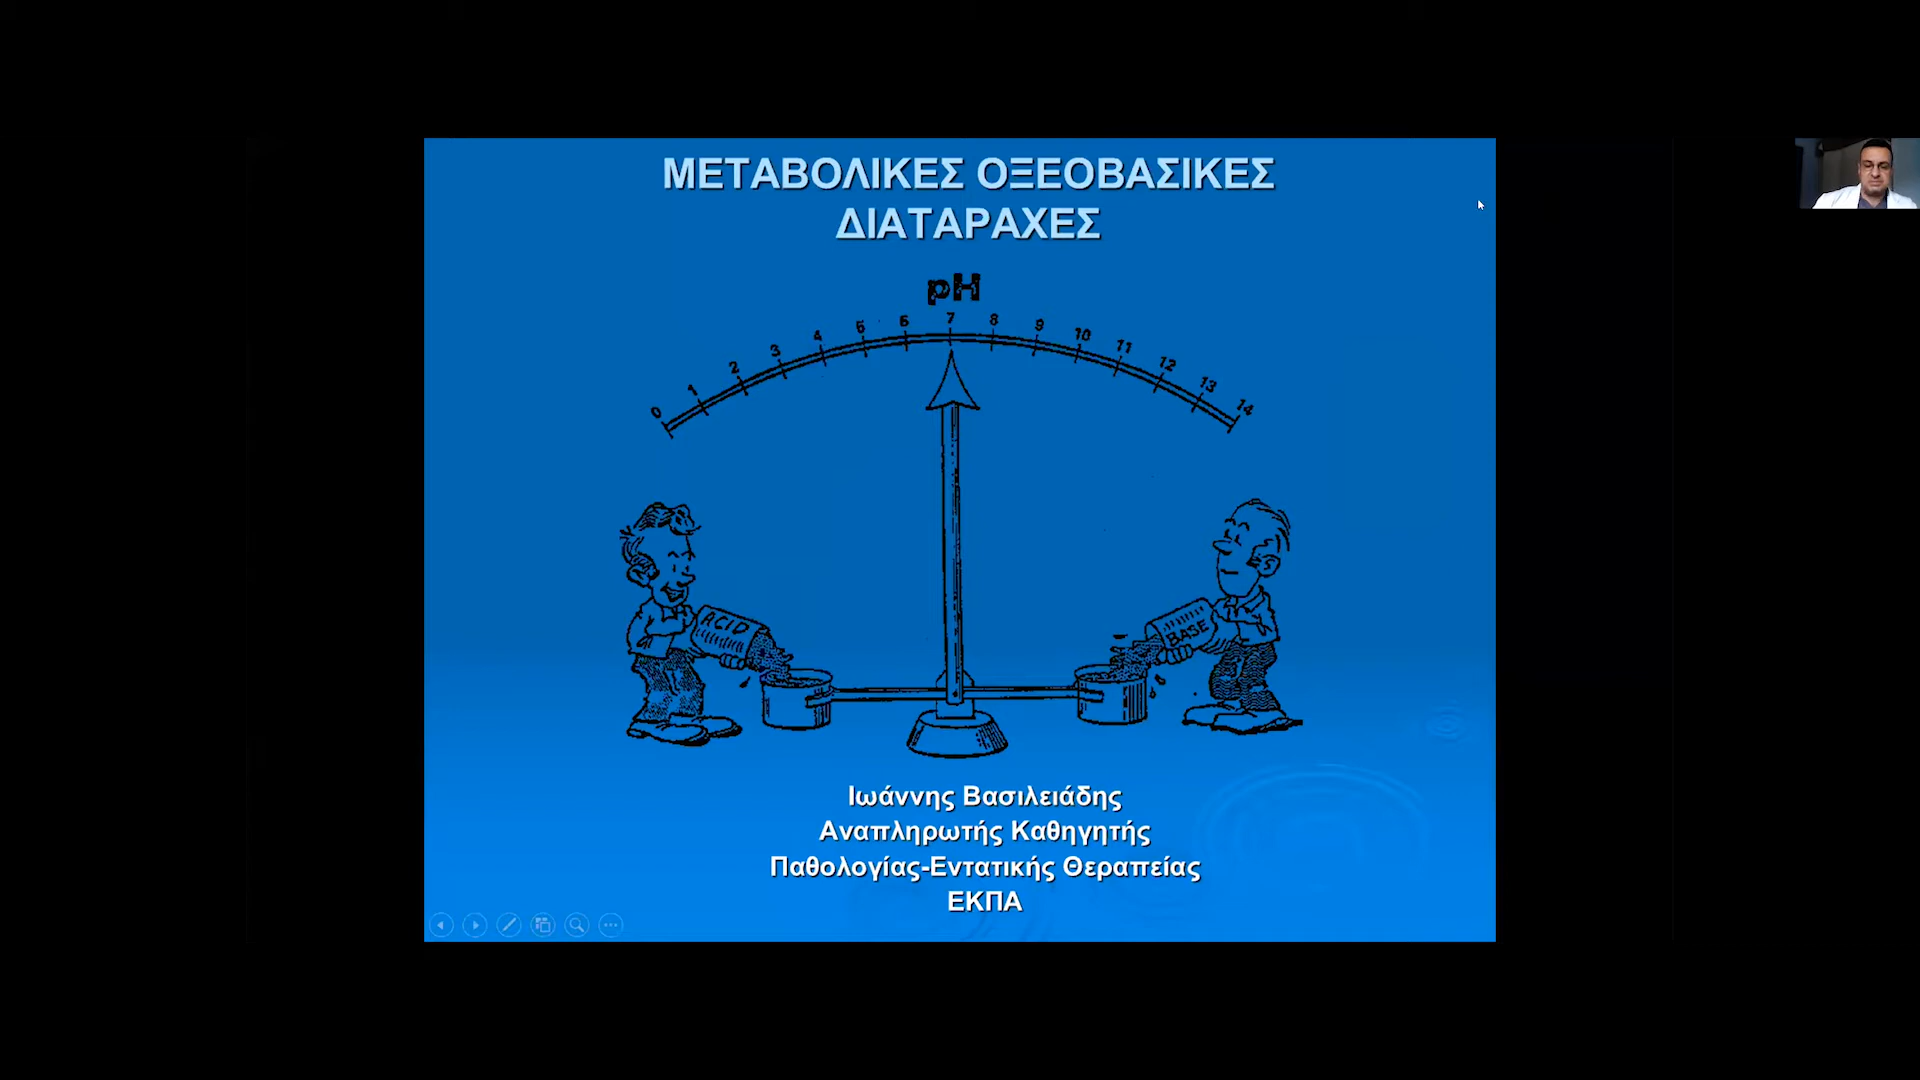 ΜΕΤΑΒΟΛΙΚΕΣ ΟΞΕΟΒΑΣΙΚΕΣ
ΔΙΑΤΑΡΑΧΕΣ
pH
0 1 2 3 4 5 6 7 8 9 10 11 12 13 14
ACID
BASE
Ιωάννης Βασιλειάδης
Αναπληρωτής Καθηγητής
Παθολογίας-Εντατικής Θεραπείας
ΕΚΠΑ